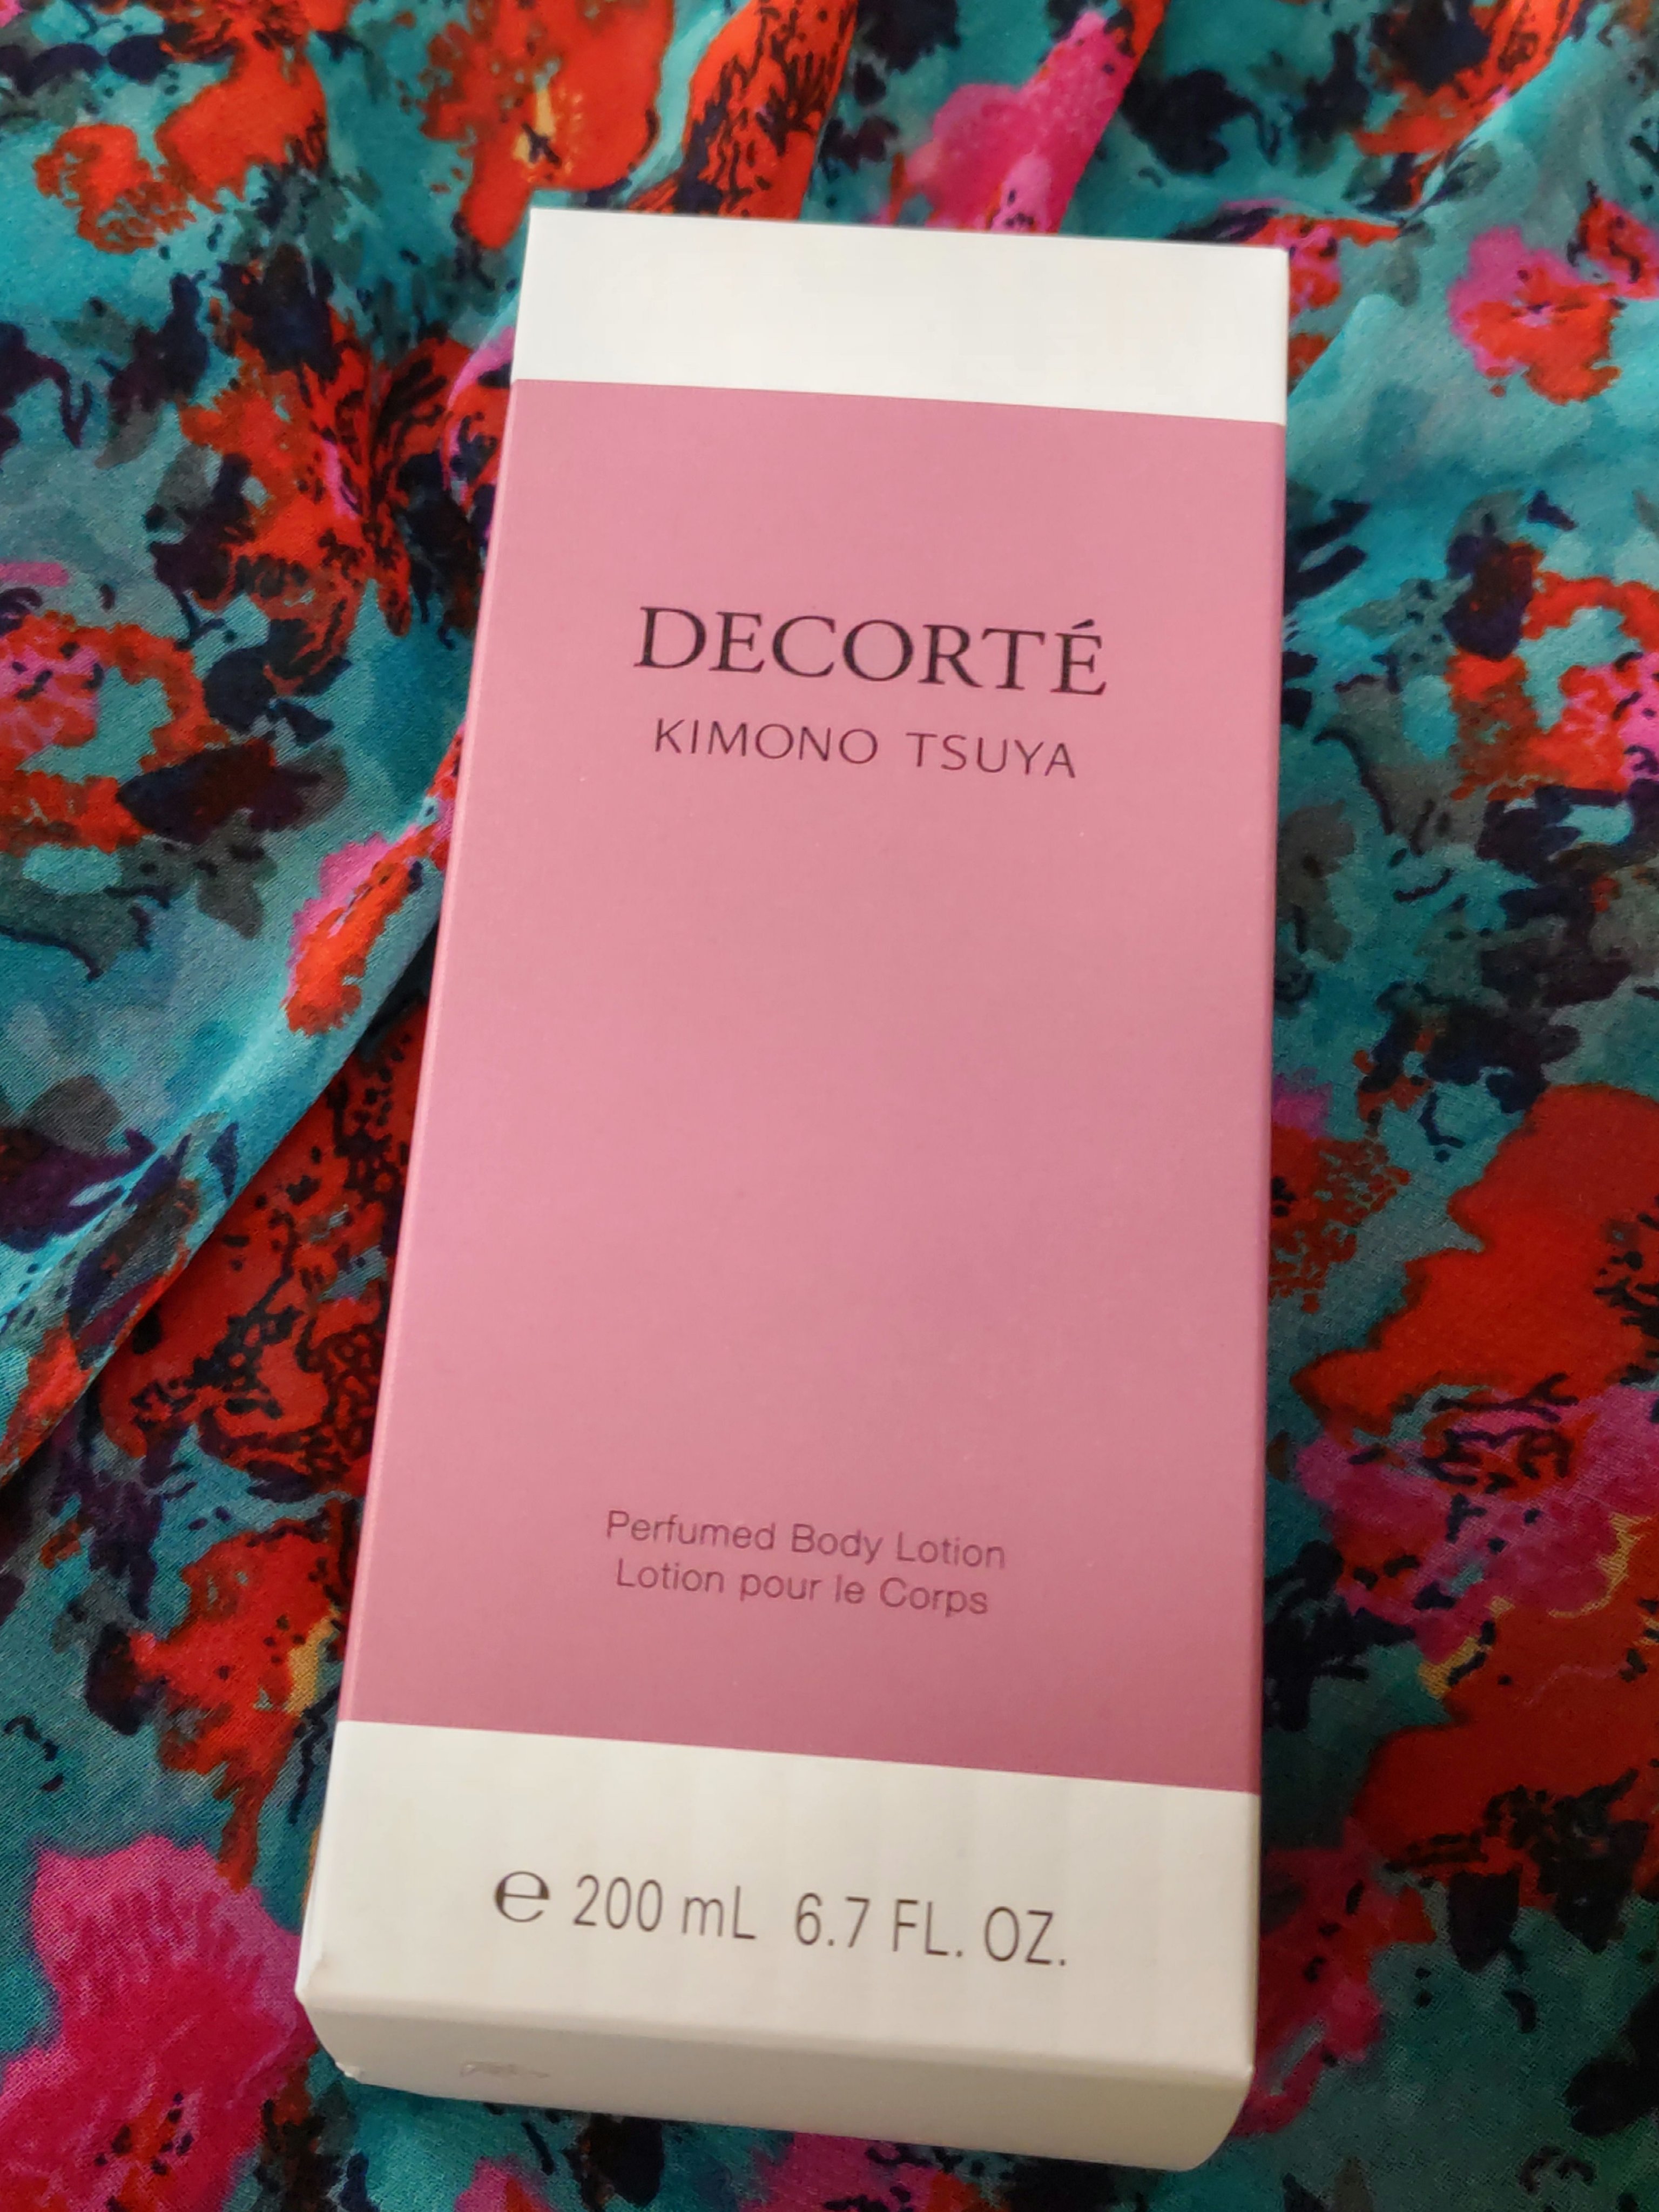 DECORTÉ
KIMONO TSUYA
Perfumed Body Lotion
Lotion pour le Corps
℮ 200 mL 6.7 FL. OZ.